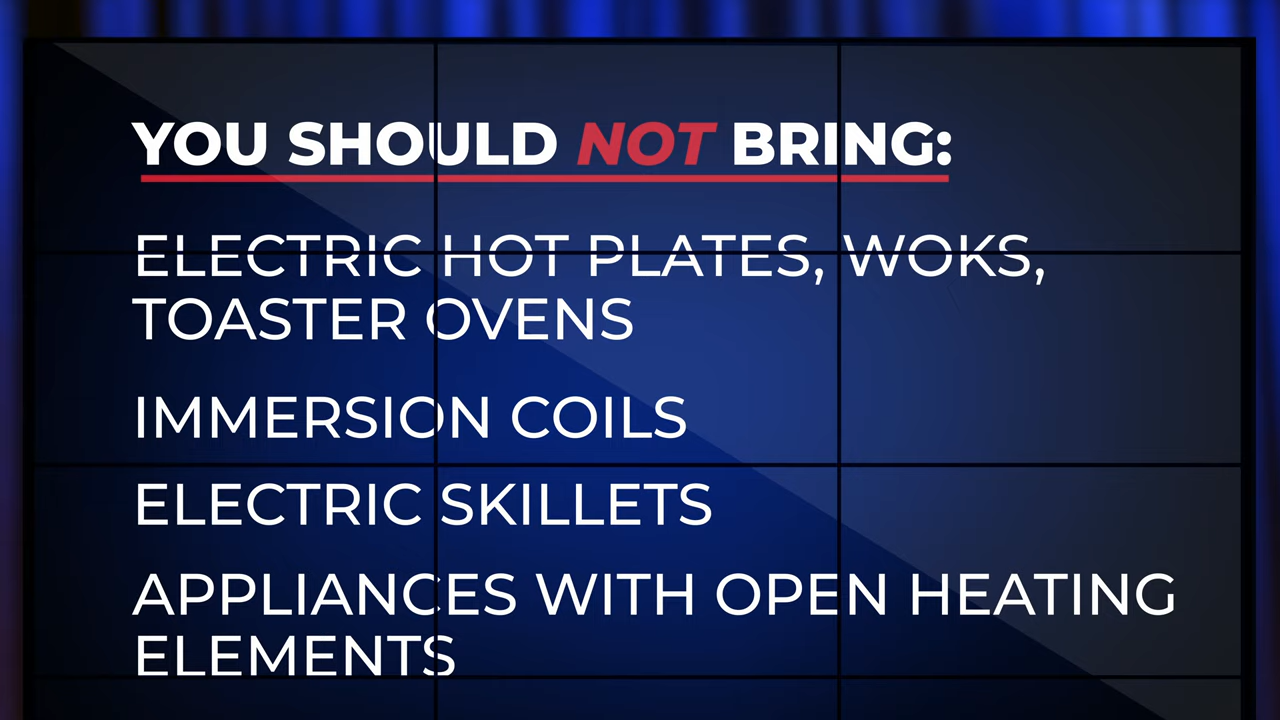 YOU SHOULD NOT BRING:
ELECTRIC HOT PLATES, WOKS,
TOASTER OVENS
IMMERSION COILS
ELECTRIC SKILLETS
APPLIANCES WITH OPEN HEATING
ELEMENTS